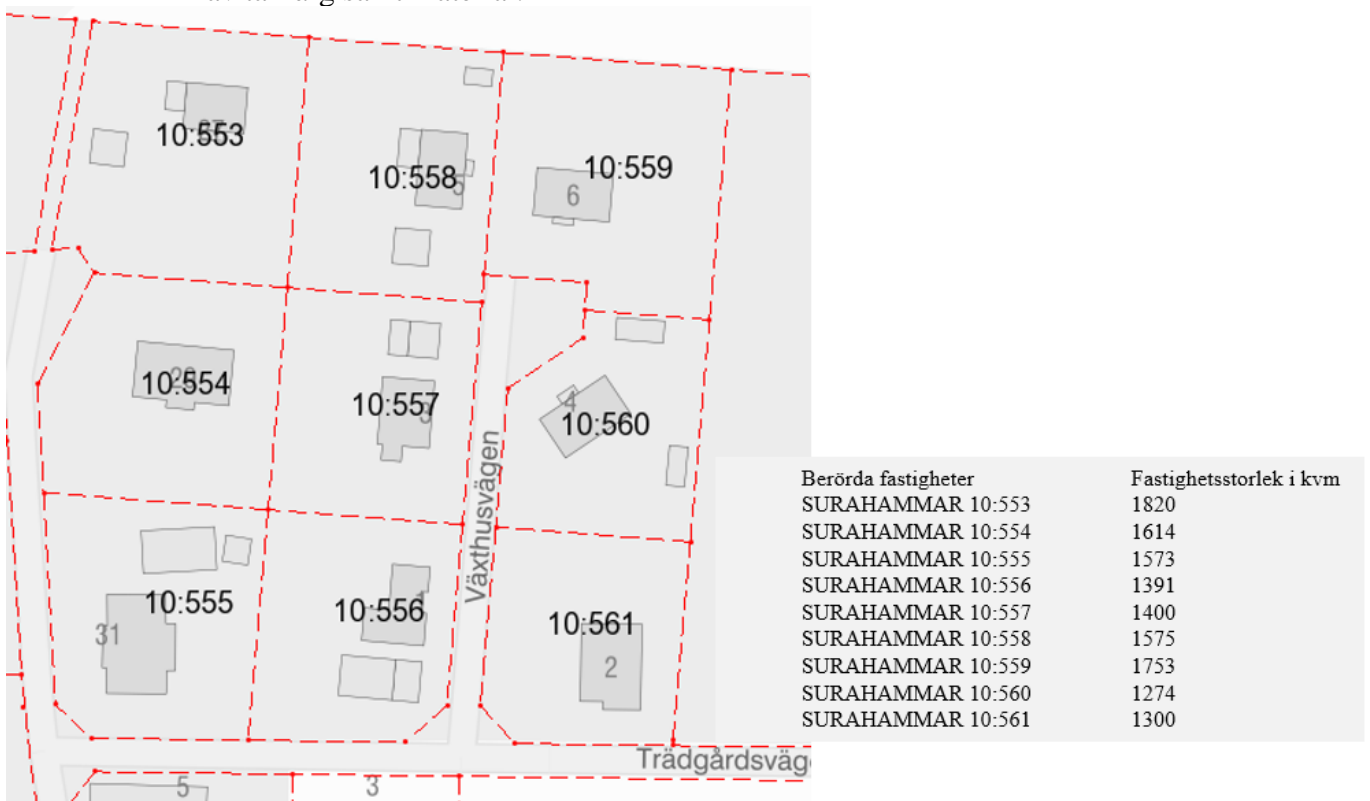 10:553
10:558
5
10:559
6
10:554
10:557
3
4
10:560
Växthusvägen
10:555
31
10:556
1
10:561
2
Trädgårdsväg
5
3
Berörda fastigheter Fastighetsstorlek i kvm
SURAHAMMAR 10:553 1820
SURAHAMMAR 10:554 1614
SURAHAMMAR 10:555 1573
SURAHAMMAR 10:556 1391
SURAHAMMAR 10:557 1400
SURAHAMMAR 10:558 1575
SURAHAMMAR 10:559 1753
SURAHAMMAR 10:560 1274
SURAHAMMAR 10:561 1300